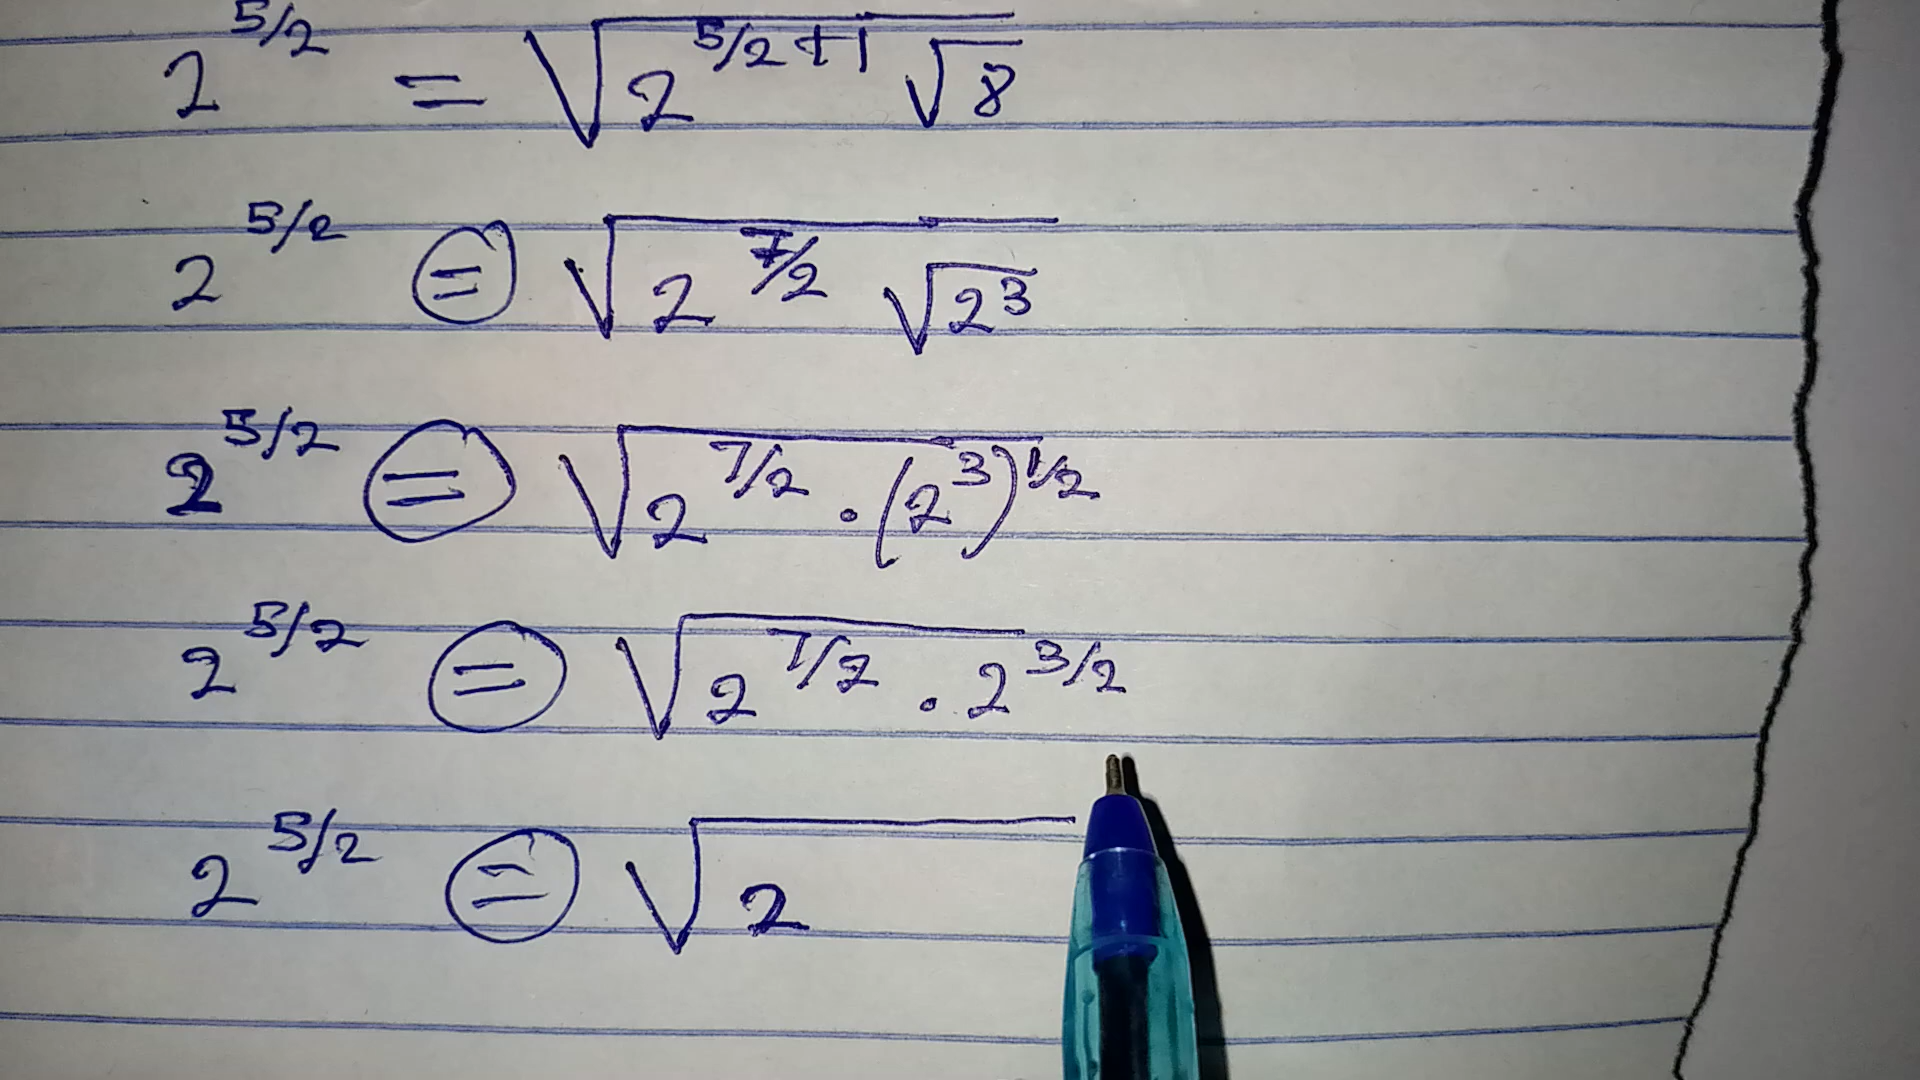 2^{5/2} = √(2^{5/2+1} √8)
2^{5/2} = √(2^{7/2} √(2^3))
2^{5/2} = √(2^{7/2} · (2^3)^{1/2})
2^{5/2} = √(2^{7/2} · 2^{3/2})
2^{5/2} = √2